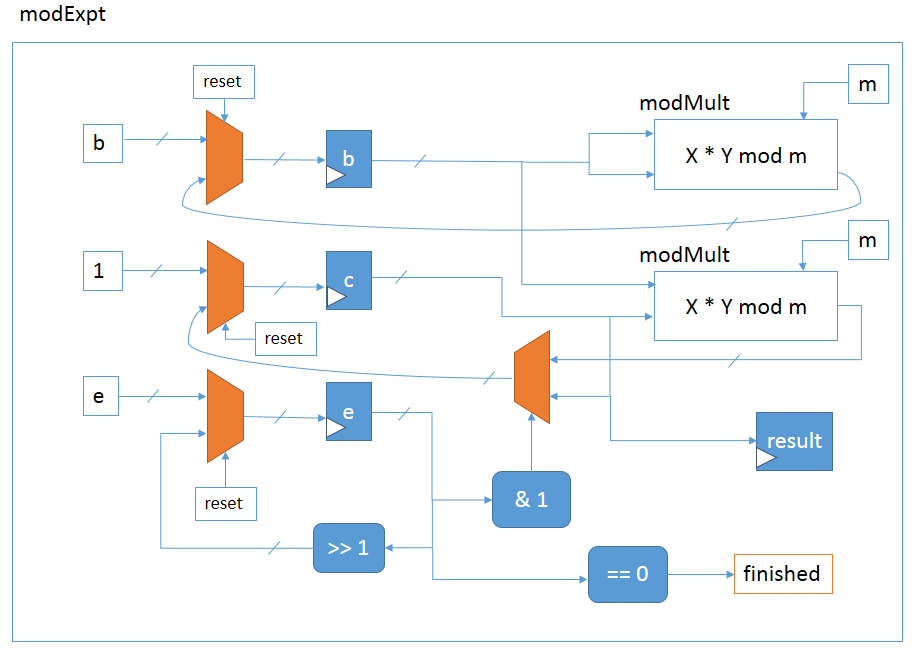 modExpt
reset
m
modMult
b
b
X * Y mod m
m
modMult
1
c
X * Y mod m
reset
e
e
result
reset
& 1
>> 1
== 0
finished